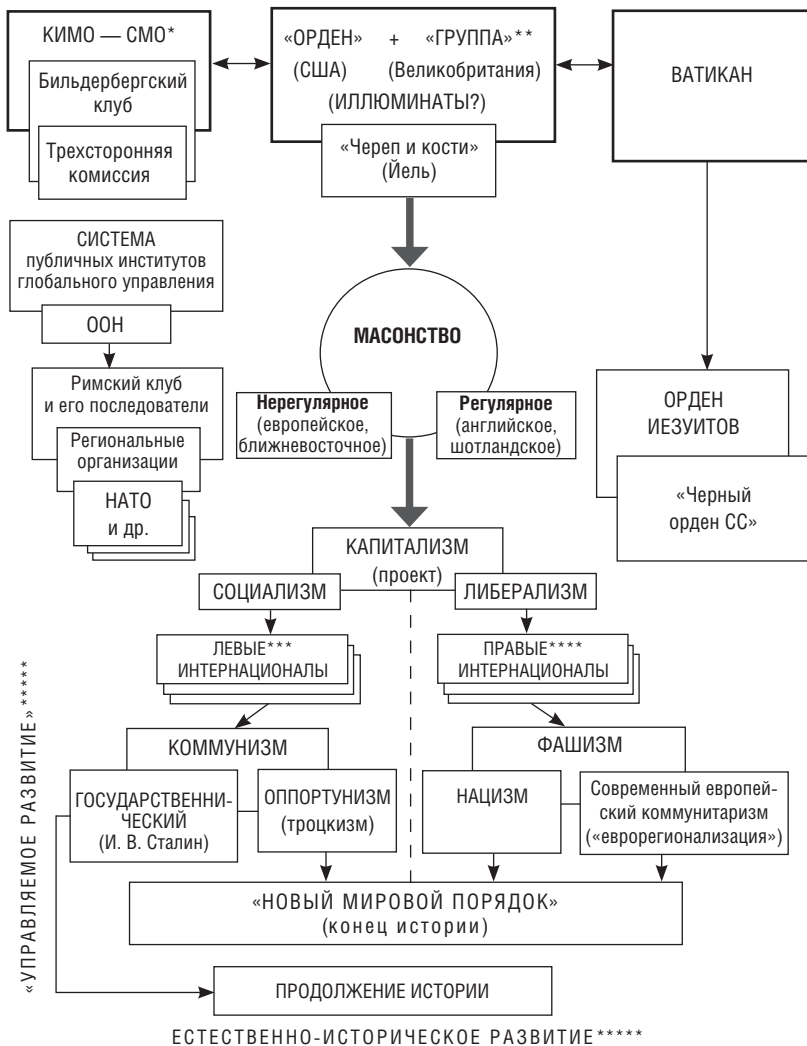 КИМО — СМО*
Бильдербергский
клуб
Трехсторонняя
комиссия
«ОРДЕН» + «ГРУППА»**
(США) (Великобритания)
(ИЛЛЮМИНАТЫ?)
«Череп и кости»
(Йель)
ВАТИКАН
СИСТЕМА
публичных институтов
глобального управления
ООН
Римский клуб
и его последователи
Региональные
организации
НАТО
и др.
МАСОНСТВО
Нерегулярное
(европейское,
ближневосточное)
Регулярное
(английское,
шотландское)
ОРДЕН
ИЕЗУИТОВ
«Черный
орден СС»
КАПИТАЛИЗМ
(проект)
СОЦИАЛИЗМ
ЛИБЕРАЛИЗМ
ЛЕВЫЕ***
ИНТЕРНАЦИОНАЛЫ
ПРАВЫЕ****
ИНТЕРНАЦИОНАЛЫ
КОММУНИЗМ
ФАШИЗМ
ГОСУДАРСТВЕННИ-
ЧЕСКИЙ
(И. В. Сталин)
ОППОРТУНИЗМ
(троцкизм)
НАЦИЗМ
Современный европей-
ский коммунитаризм
(«еврорегионализация»)
«НОВЫЙ МИРОВОЙ ПОРЯДОК»
(конец истории)
ПРОДОЛЖЕНИЕ ИСТОРИИ
«УПРАВЛЯЕМОЕ РАЗВИТИЕ»*****
ЕСТЕСТВЕННО-ИСТОРИЧЕСКОЕ РАЗВИТИЕ*****